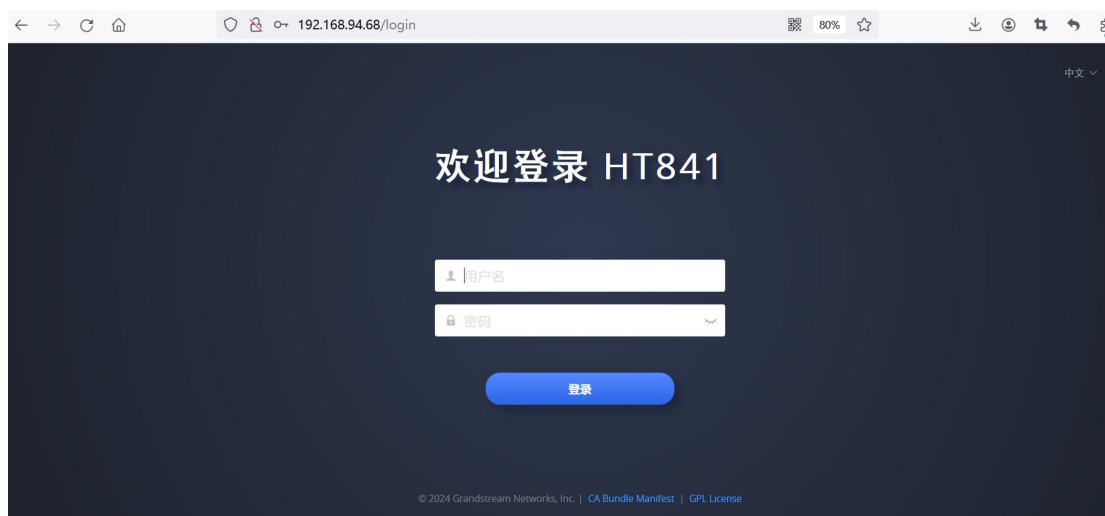 192.168.94.68/login
80%
中文
欢迎登录 HT841
用户名
密码
登录
© 2024 Grandstream Networks, Inc. | CA Bundle Manifest | GPL License